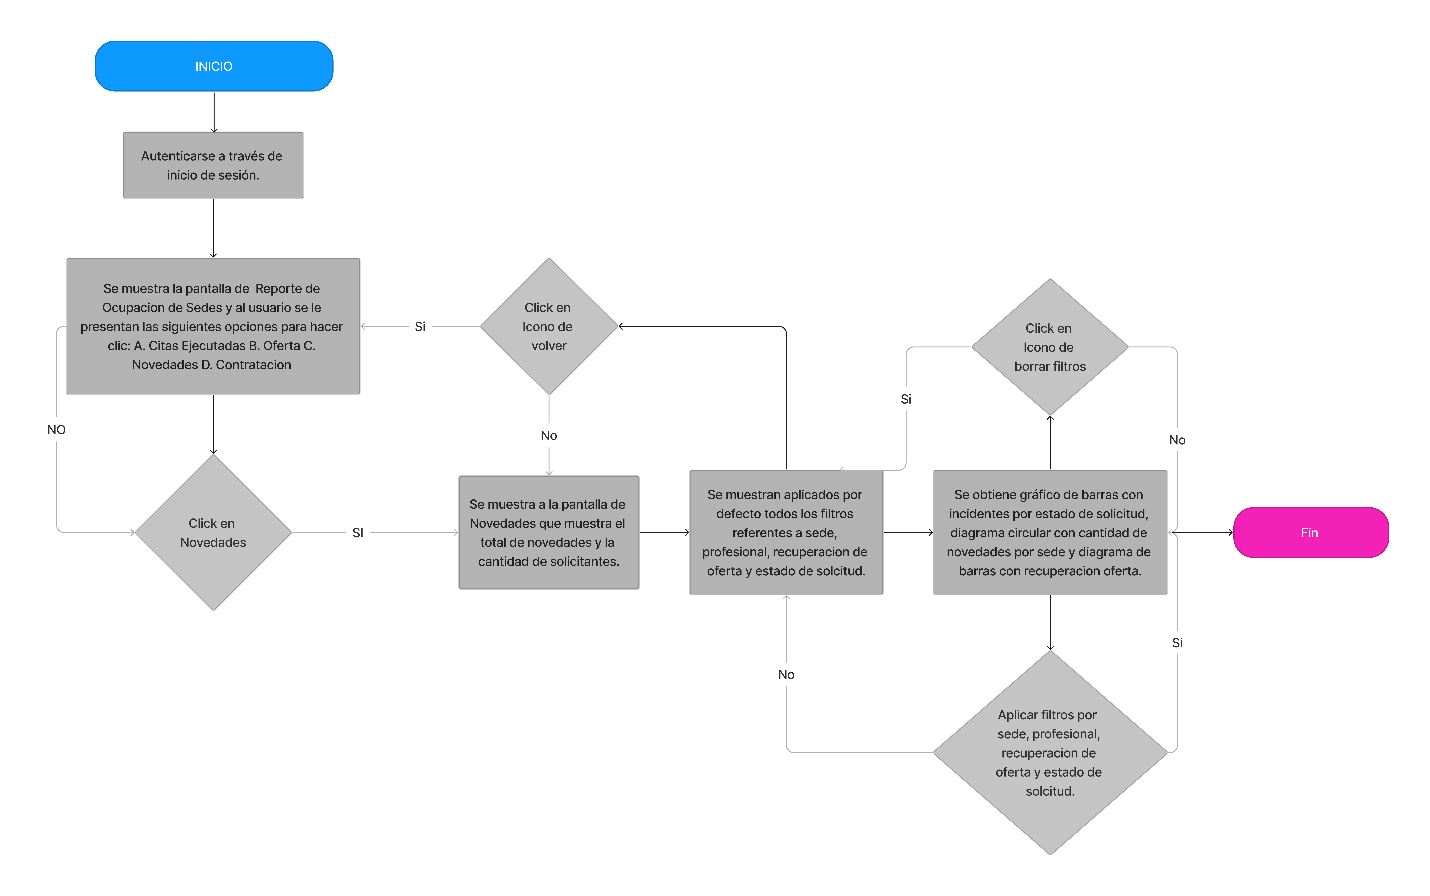 INICIO
Autenticarse a través de
inicio de sesión.
Se muestra la pantalla de  Reporte de
Ocupacion de Sedes y al usuario se le
presentan las siguientes opciones para hacer
clic: A. Citas Ejecutadas B. Oferta C.
Novedades D. Contratacion
NO
Click en
Novedades
SI
Click en
Icono de
volver
Si
No
Se muestra a la pantalla de
Novedades que muestra el
total de novedades y la
cantidad de solicitantes.
Se muestran aplicados por
defecto todos los filtros
referentes a sede,
profesional, recuperacion de
oferta y estado de solcitud.
Click en
Icono de
borrar filtros
Si
No
Se obtiene gráfico de barras con
incidentes por estado de solicitud,
diagrama circular con cantidad de
novedades por sede y diagrama de
barras con recuperacion oferta.
Fin
Si
No
Aplicar filtros por
sede, profesional,
recuperacion de
oferta y estado de
solcitud.